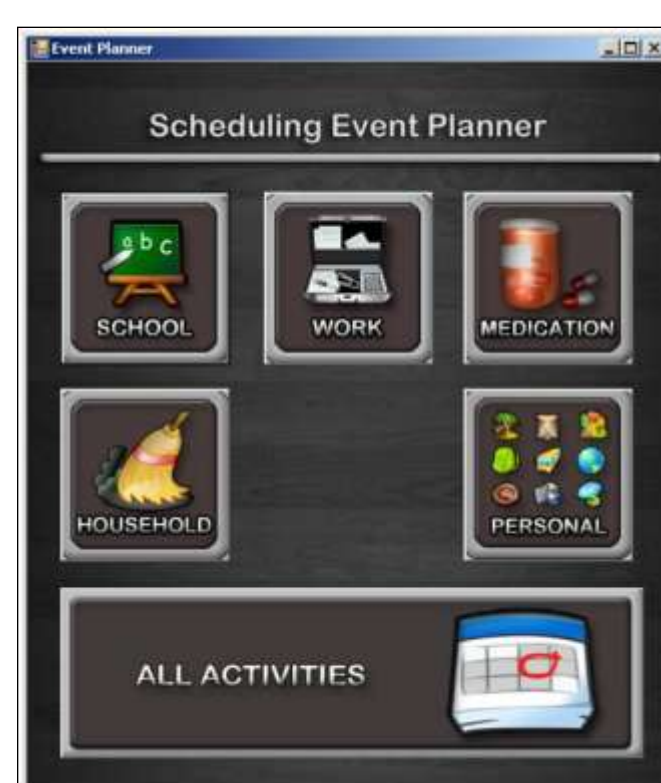 Event Planner
Scheduling Event Planner
a b c
SCHOOL
WORK
MEDICATION
HOUSEHOLD
PERSONAL
ALL ACTIVITIES